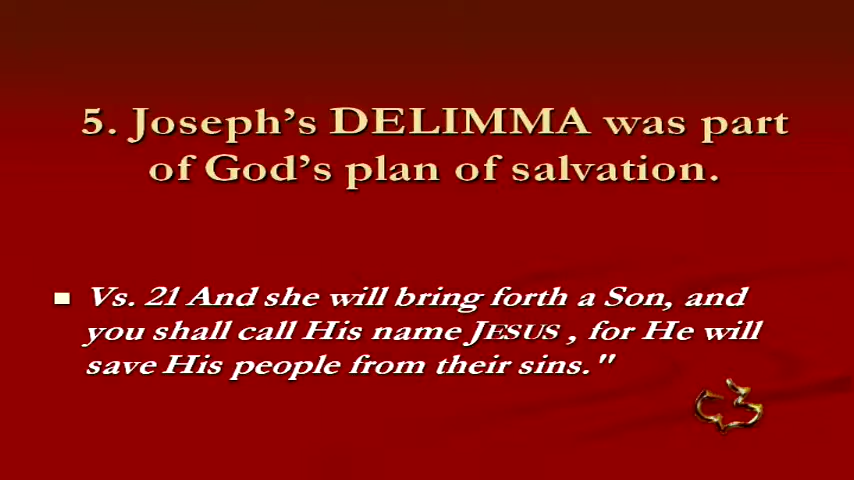 5. Joseph’s DELIMMA was part
of God’s plan of salvation.
Vs. 21 And she will bring forth a Son, and
you shall call His name JESUS , for He will
save His people from their sins."